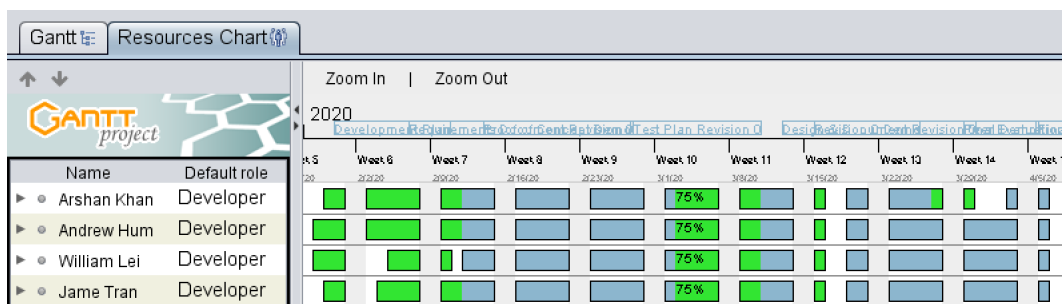 Gantt
Resources Chart
Zoom In | Zoom Out
GANTT
project
2020
Test Plan Revision 0
Week 6 Week 7 Week 8 Week 9 Week 10 Week 11 Week 12 Week 13 Week 14
2/2/20 2/9/20 2/16/20 2/23/20 3/1/20 3/8/20 3/15/20 3/22/20 3/29/20 4/5/20
Name Default role
Arshan Khan Developer 75%
Andrew Hum Developer 75%
William Lei Developer 75%
Jame Tran Developer 75%